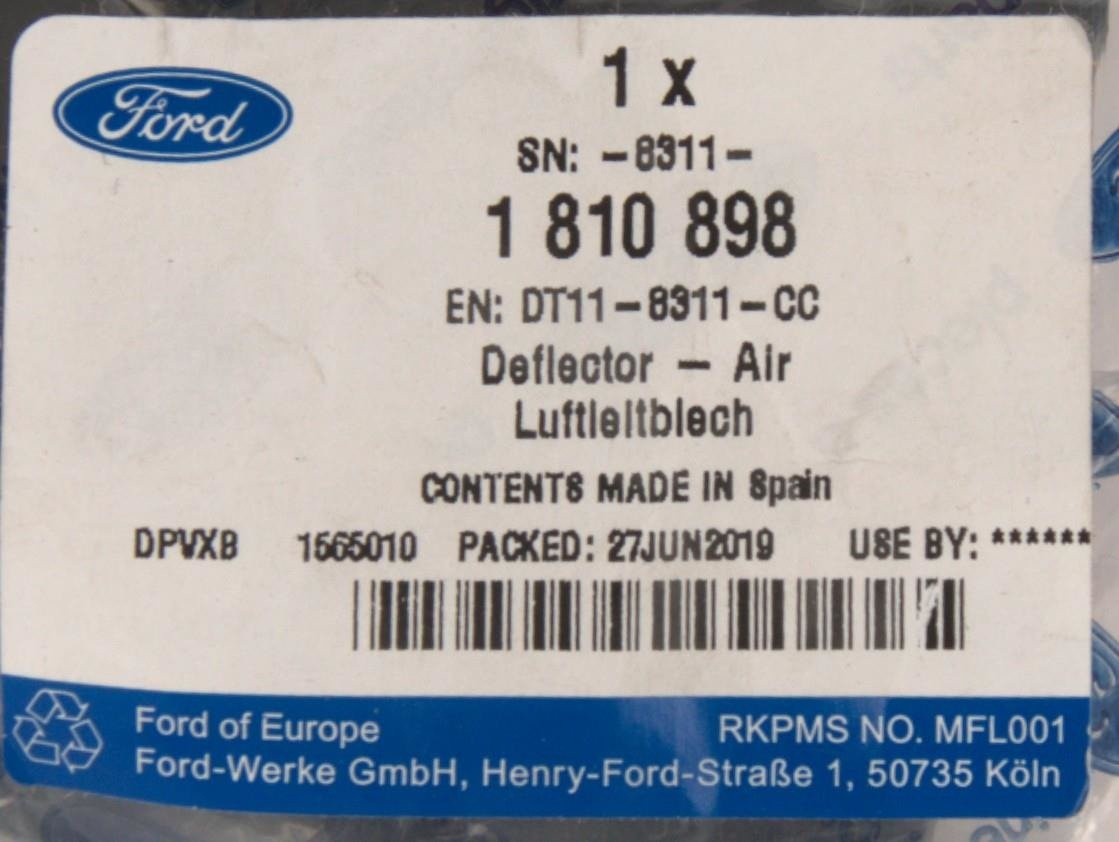 Ford
1 x
SN: -8311-
1 810 898
EN: DT11-8311-CC
Deflector - Air
Luftleitblech
CONTENTS MADE IN Spain
DPVXB 1565010 PACKED: 27JUN2019 USE BY: ******
Ford of Europe RKPMS NO. MFL001
Ford-Werke GmbH, Henry-Ford-Straße 1, 50735 Köln